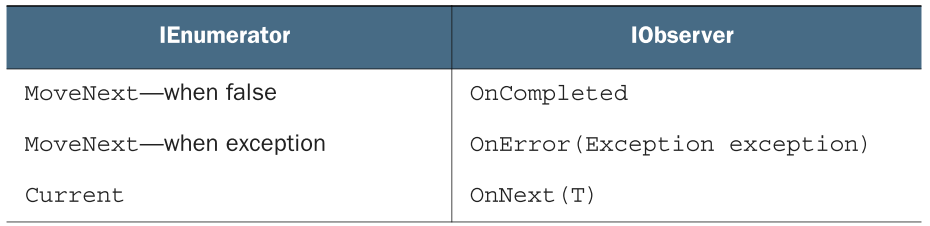 IEnumerator IObserver
MoveNext—when false OnCompleted
MoveNext—when exception OnError(Exception exception)
Current OnNext(T)